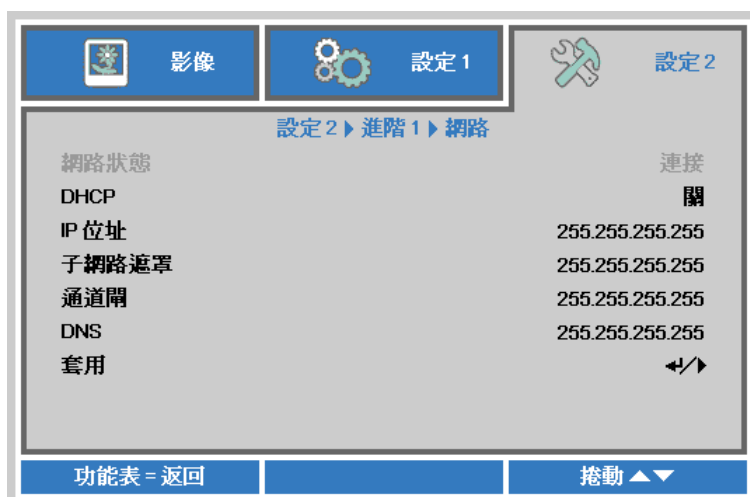 影像
設定1
設定2
設定2▶進階1▶網路
網路狀態 連接
DHCP 關
IP位址 255.255.255.255
子網路遮罩 255.255.255.255
通道閘 255.255.255.255
DNS 255.255.255.255
套用 ↵/▶
功能表=返回
捲動▲▼